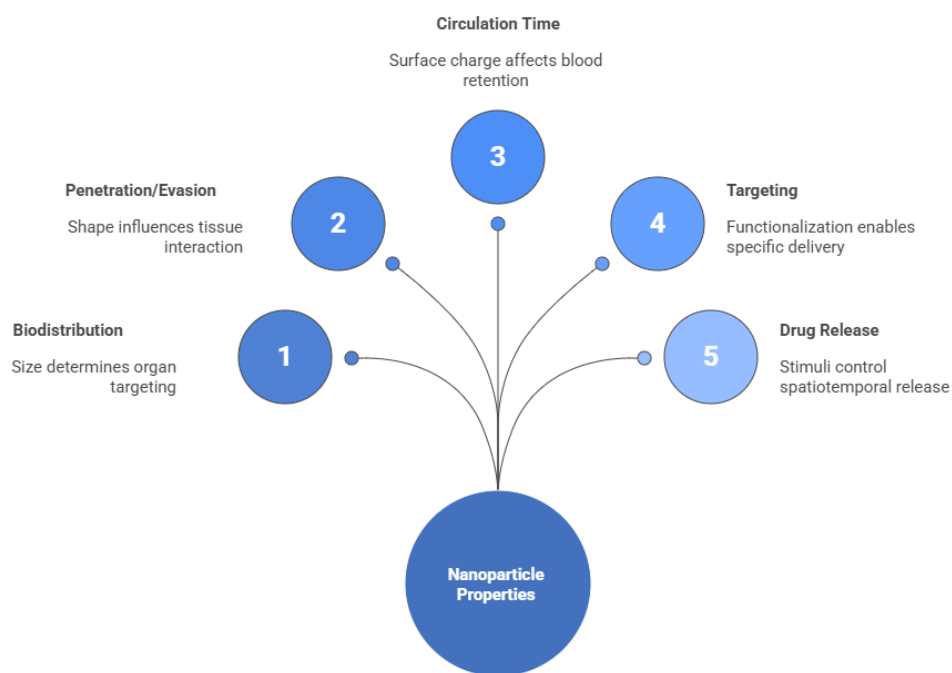 Circulation Time
Surface charge affects blood
retention
3
Penetration/Evasion
Shape influences tissue
interaction
2
4
Targeting
Functionalization enables
specific delivery
Biodistribution
Size determines organ
targeting
1
5
Drug Release
Stimuli control
spatiotemporal release
Nanoparticle
Properties